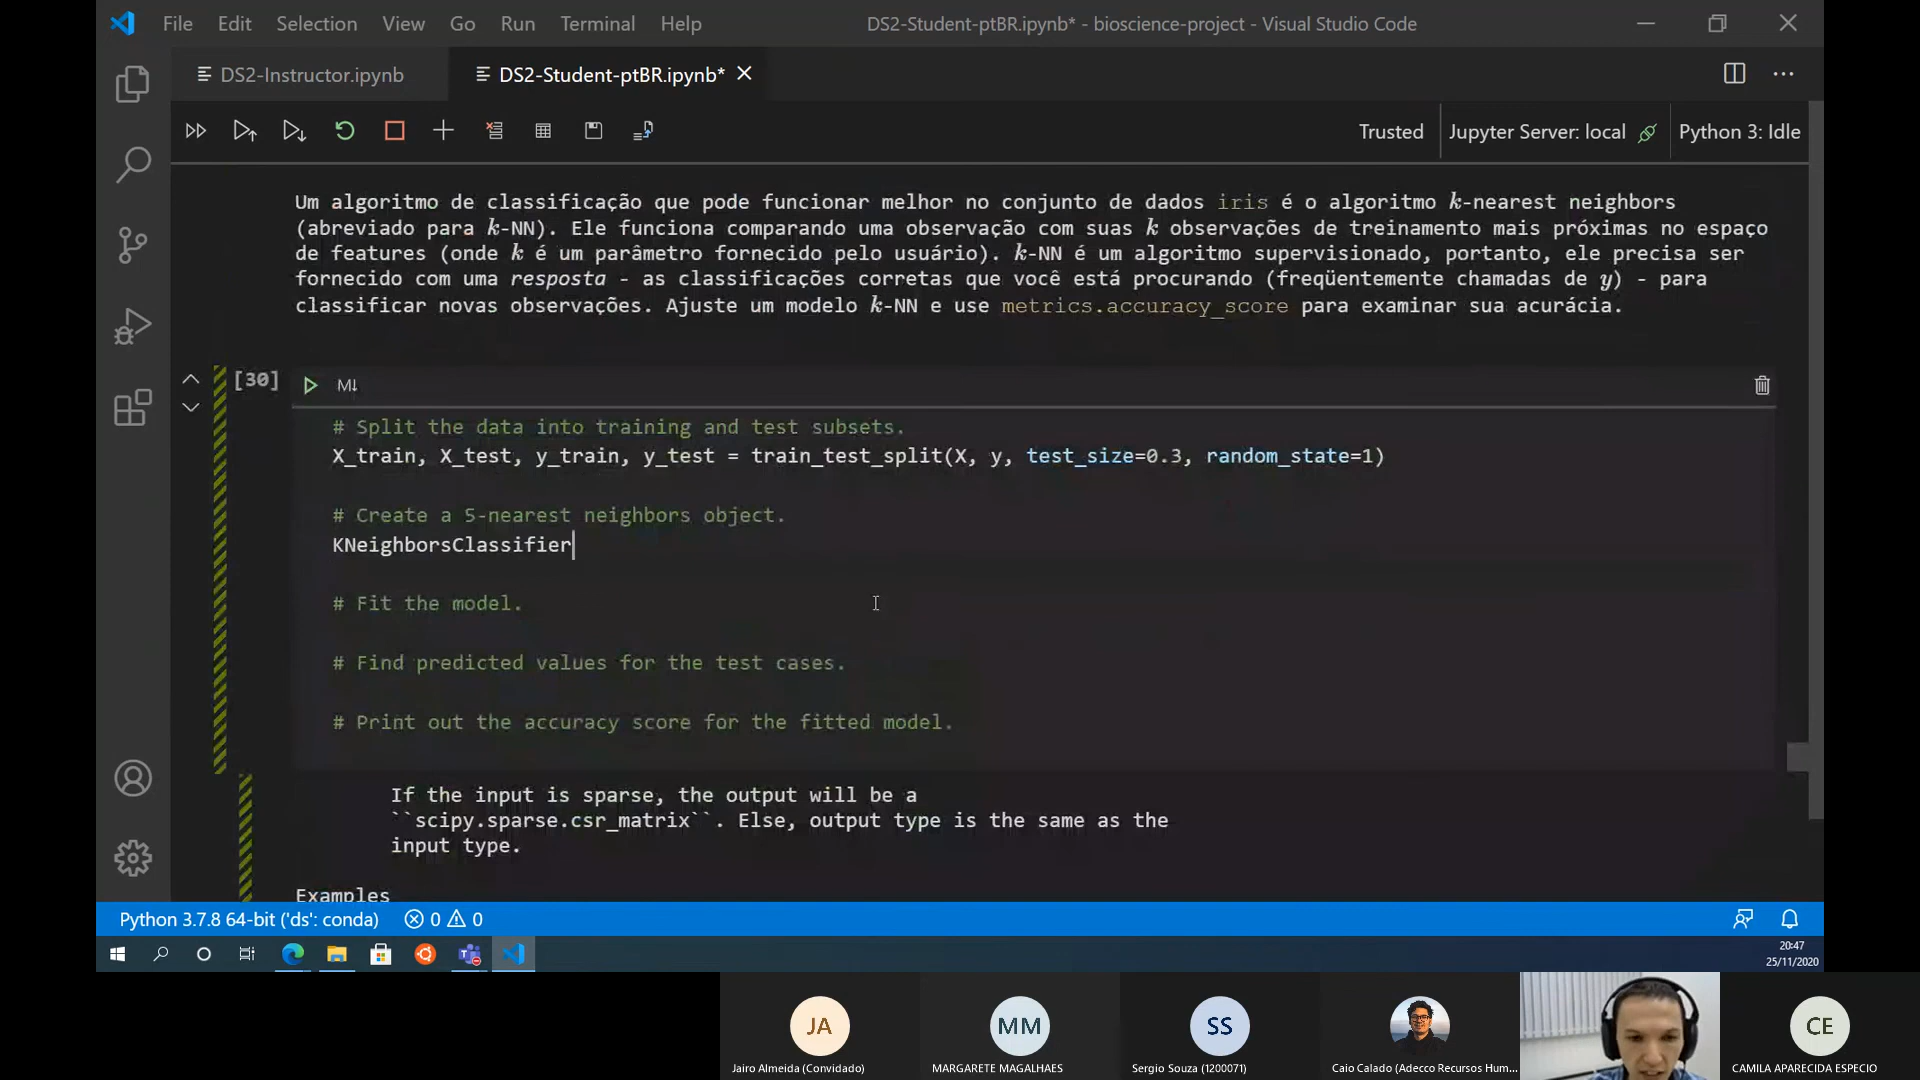 File Edit Selection View Go Run Terminal Help
DS2-Student-ptBR.ipynb* - bioscience-project - Visual Studio Code
DS2-Instructor.ipynb
DS2-Student-ptBR.ipynb*
Trusted
Jupyter Server: local
Python 3: Idle
Um algoritmo de classificação que pode funcionar melhor no conjunto de dados iris é o algoritmo k-nearest neighbors
(abreviado para k-NN). Ele funciona comparando uma observação com suas k observações de treinamento mais próximas no espaço
de features (onde k é um parâmetro fornecido pelo usuário). k-NN é um algoritmo supervisionado, portanto, ele precisa ser
fornecido com uma resposta - as classificações corretas que você está procurando (freqüentemente chamadas de y) - para
classificar novas observações. Ajuste um modelo k-NN e use metrics.accuracy_score para examinar sua acurácia.
[30]
M↓
# Split the data into training and test subsets.
X_train, X_test, y_train, y_test = train_test_split(X, y, test_size=0.3, random_state=1)
# Create a 5-nearest neighbors object.
KNeighborsClassifier
# Fit the model.
# Find predicted values for the test cases.
# Print out the accuracy score for the fitted model.
If the input is sparse, the output will be a
``scipy.sparse.csr_matrix``. Else, output type is the same as the
input type.
Examples
Python 3.7.8 64-bit ('ds': conda)
0
0
20:47
25/11/2020
JA
MM
SS
CE
Jairo Almeida (Convidado)
MARGARETE MAGALHAES
Sergio Souza (1200071)
Caio Calado (Adecco Recursos Hum...
CAMILA APARECIDA ESPECIO